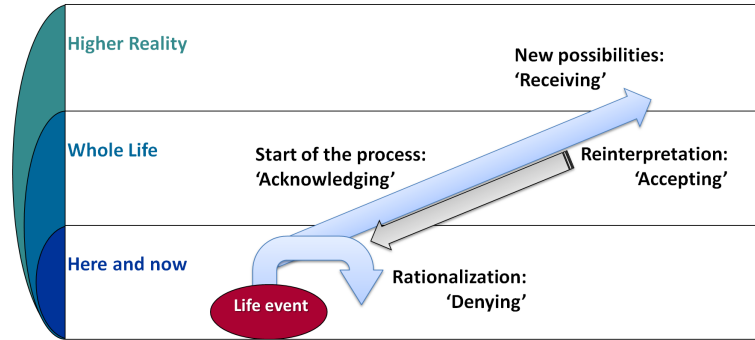 Higher Reality
New possibilities:
‘Receiving’
Whole Life
Start of the process:
‘Acknowledging’
Reinterpretation:
‘Accepting’
Here and now
Rationalization:
‘Denying’
Life event